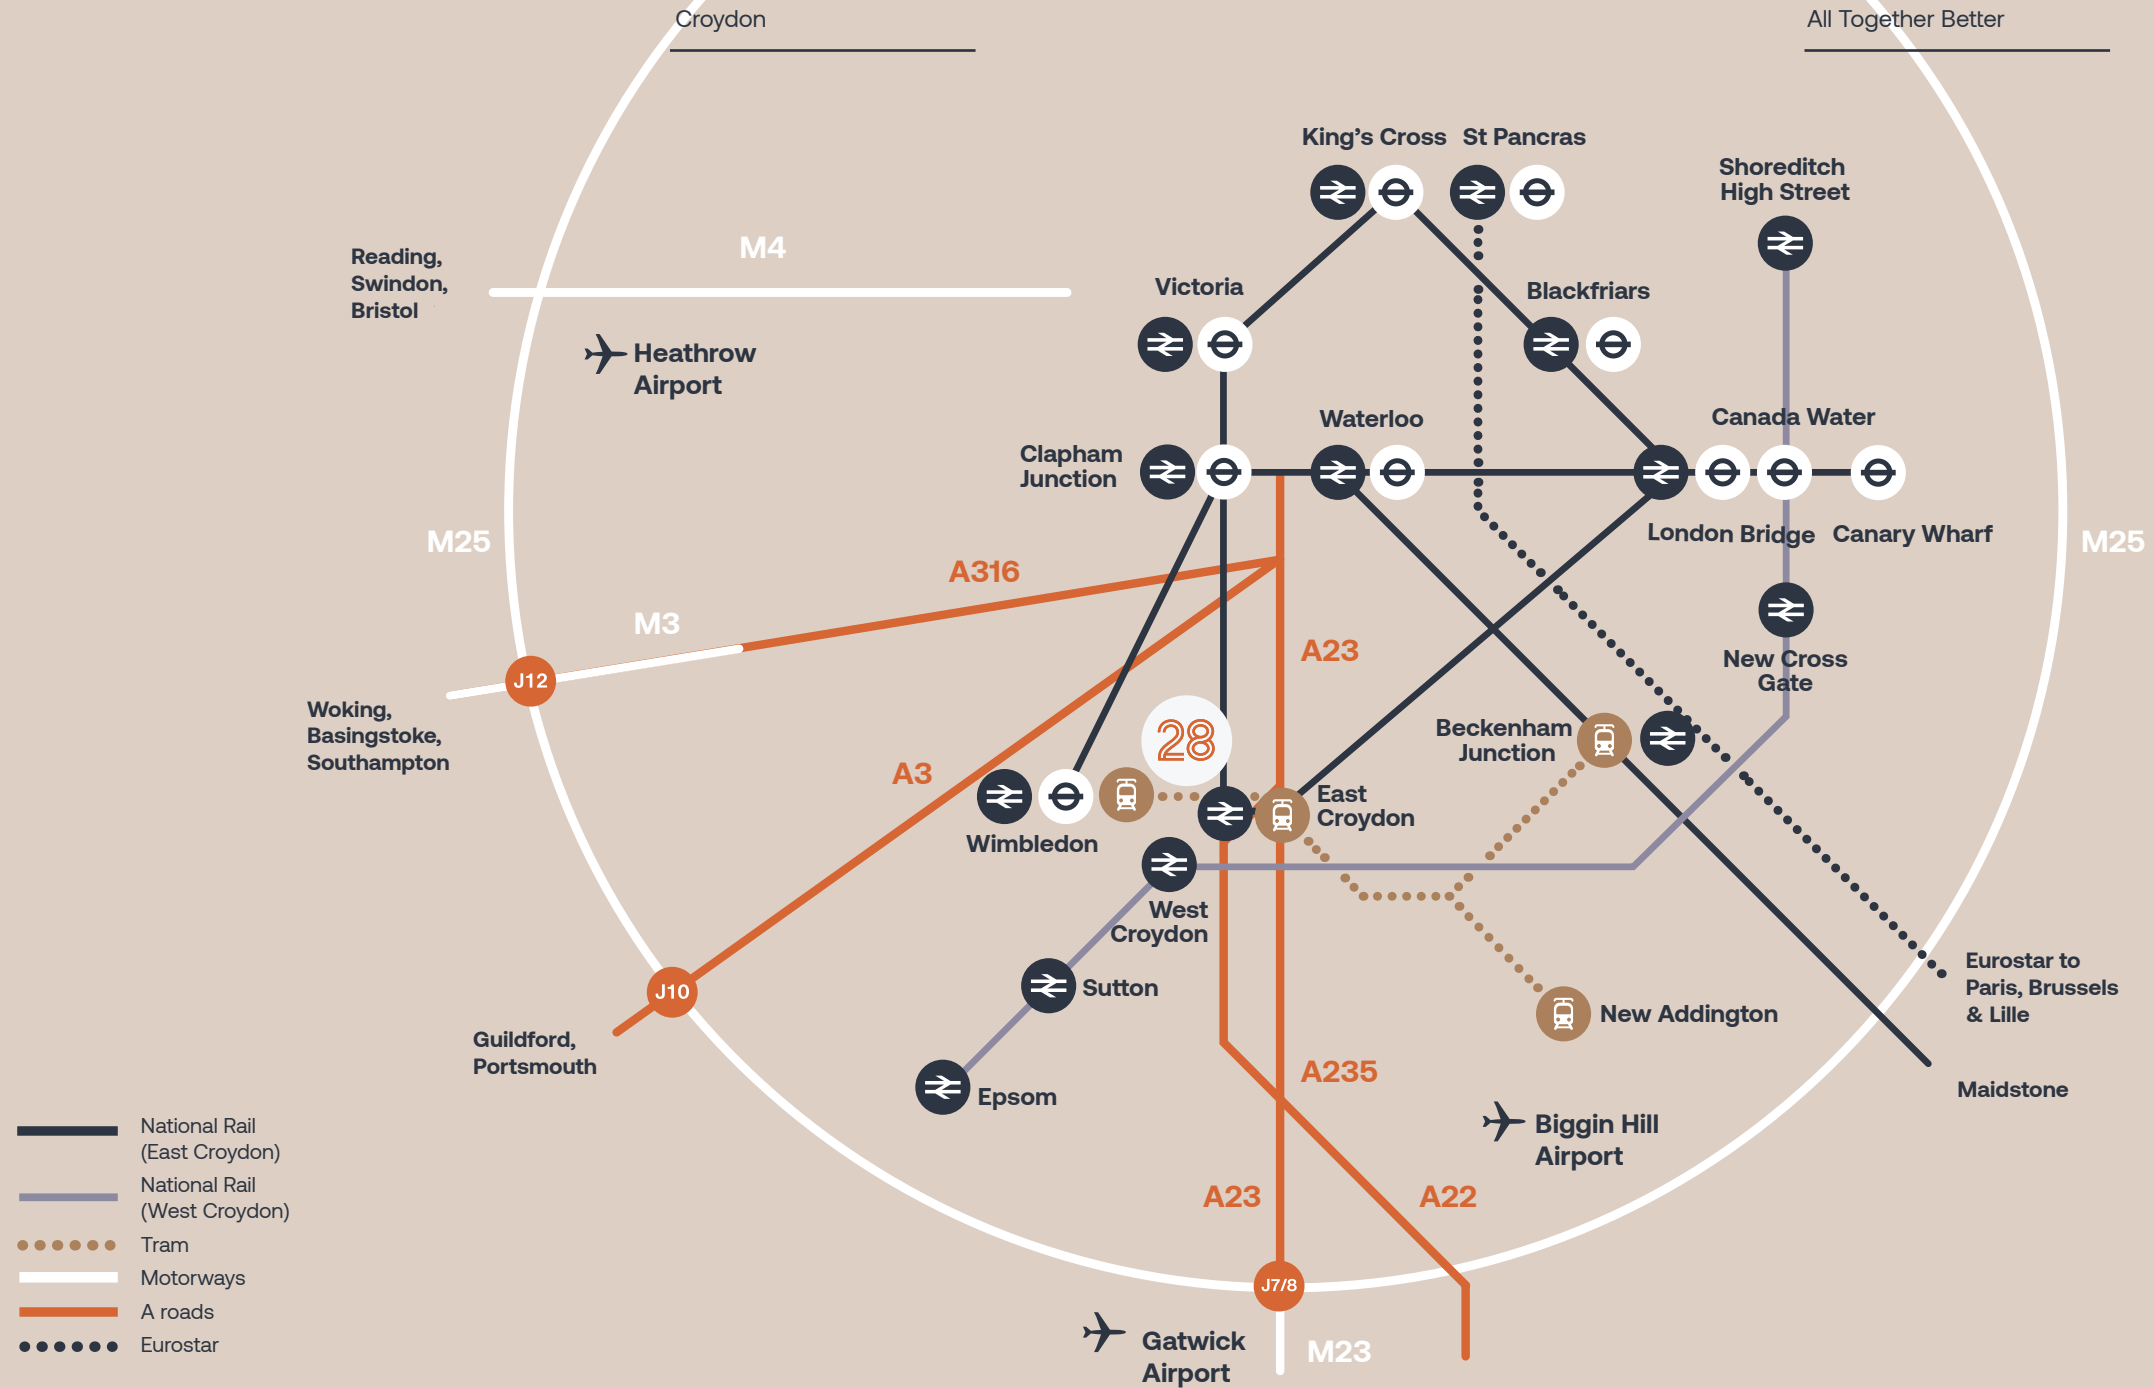 Croydon
All Together Better
King's Cross
St Pancras
Shoreditch
High Street
M4
Reading,
Swindon,
Bristol
Victoria
Blackfriars
Heathrow
Airport
Waterloo
Canada Water
Clapham
Junction
London Bridge
Canary Wharf
M25
M25
A316
M3
A23
New Cross
Gate
J12
Woking,
Basingstoke,
Southampton
Beckenham
Junction
28
A3
East
Croydon
Wimbledon
West
Croydon
Sutton
Eurostar to
Paris, Brussels
& Lille
J10
New Addington
Guildford,
Portsmouth
A235
Epsom
Maidstone
Biggin Hill
Airport
A23
A22
J7/8
Gatwick
Airport
M23
National Rail
(East Croydon)
National Rail
(West Croydon)
Tram
Motorways
A roads
Eurostar